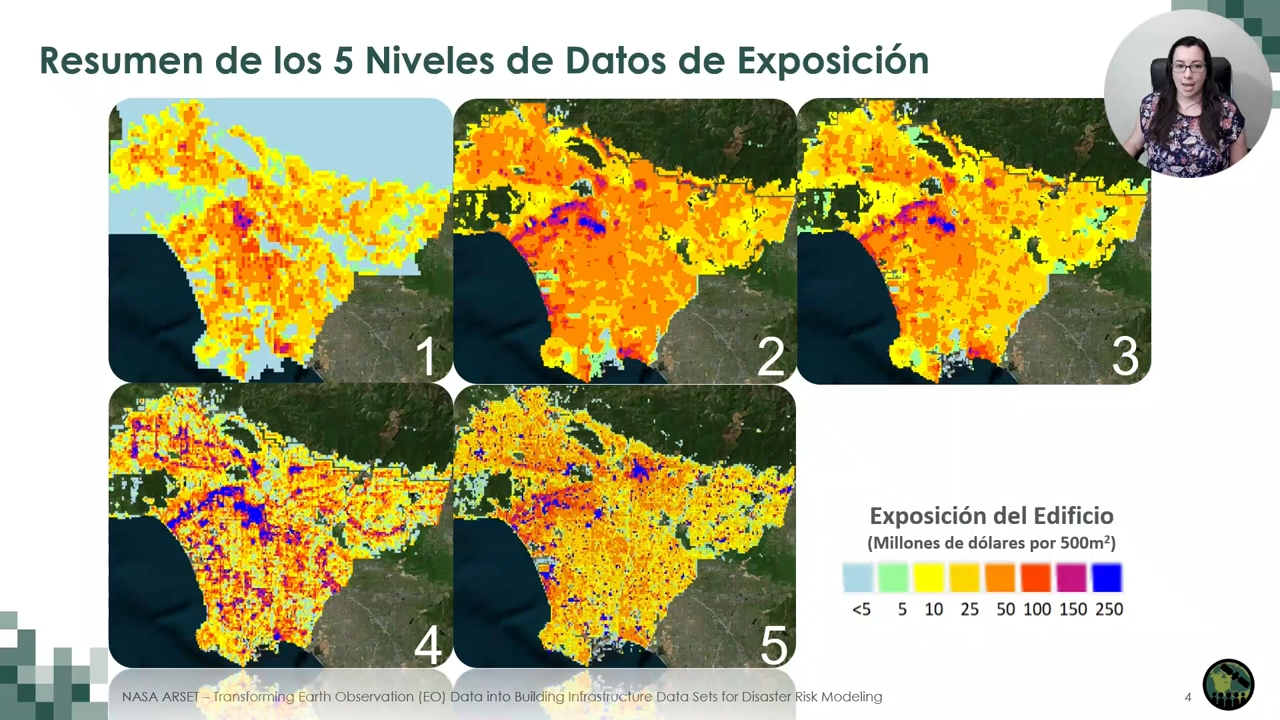 Resumen de los 5 Niveles de Datos de Exposición
1
2
3
4
5
Exposición del Edificio
(Millones de dólares por 500m²)
<5 5 10 25 50 100 150 250
NASA ARSET – Transforming Earth Observation (EO) Data into Building Infrastructure Data Sets for Disaster Risk Modeling
4